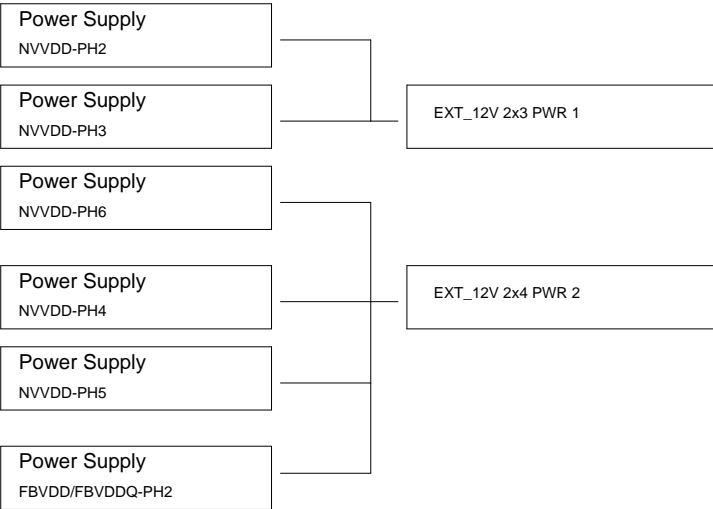 Power Supply
NVVDD-PH2
Power Supply
NVVDD-PH3
EXT_12V 2x3 PWR 1
Power Supply
NVVDD-PH6
Power Supply
NVVDD-PH4
EXT_12V 2x4 PWR 2
Power Supply
NVVDD-PH5
Power Supply
FBVDD/FBVDDQ-PH2